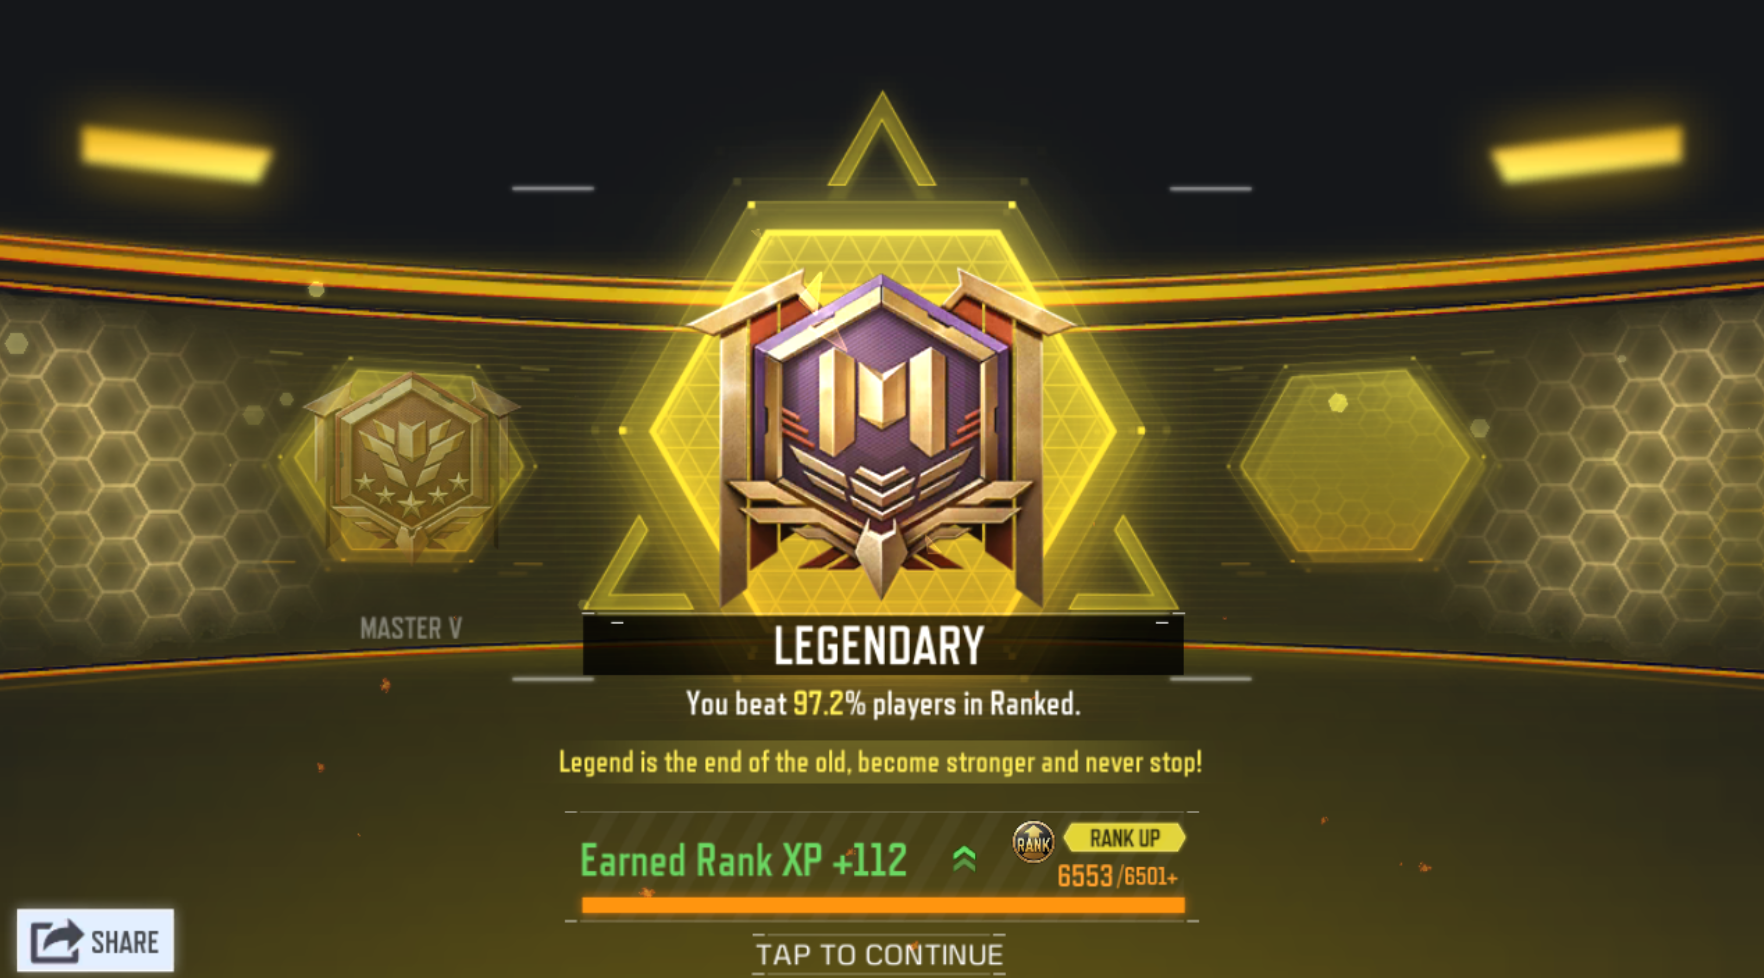 MASTER V
LEGENDARY
You beat 97.2% players in Ranked.
Legend is the end of the old, become stronger and never stop!
Earned Rank XP +112
RANK
RANK UP
6553/6501+
SHARE
TAP TO CONTINUE